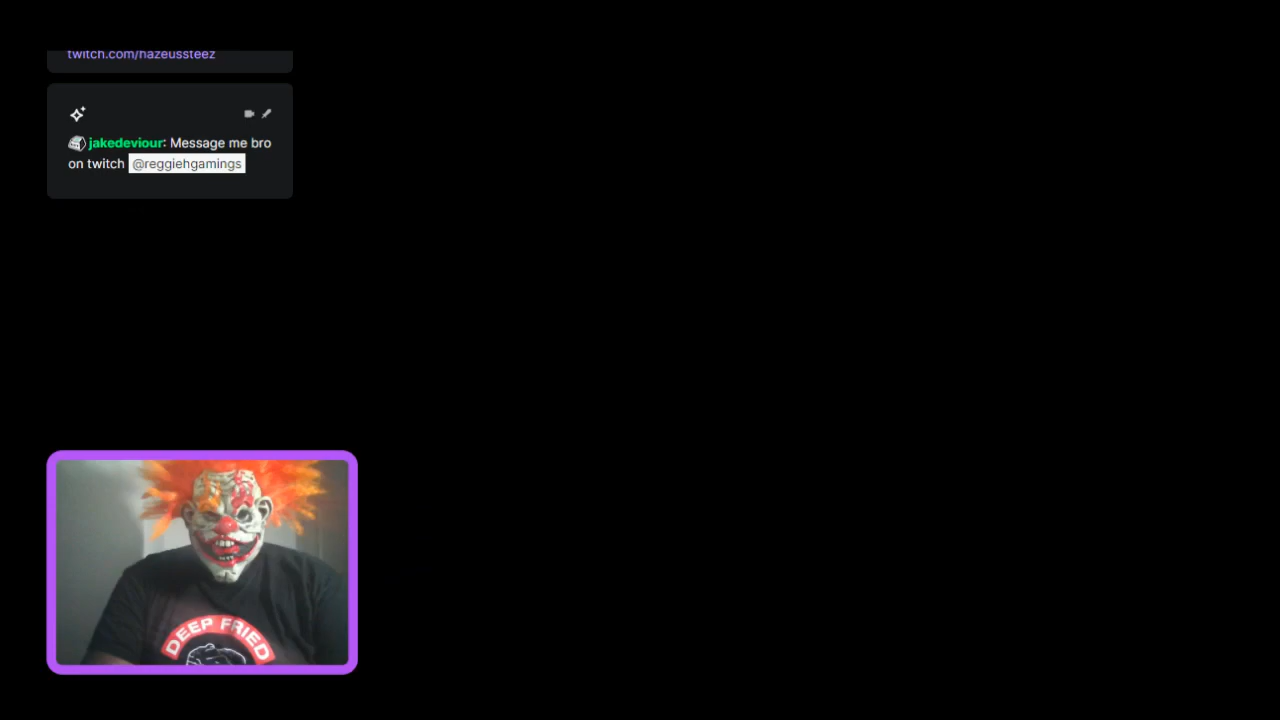 twitch.com/hazeussteez
jakedeviour: Message me bro
on twitch @reggiehgamings
DEEP FRIED